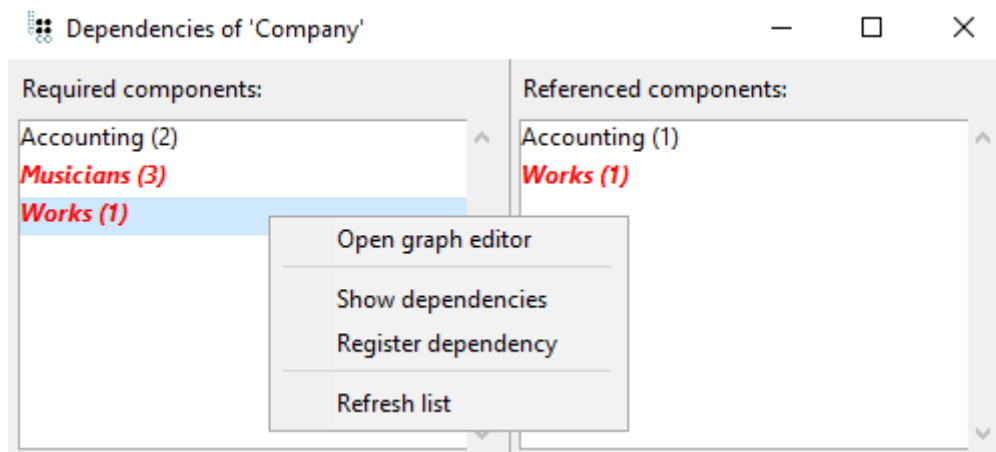 Dependencies of 'Company'
Required components:
Accounting (2)
Musicians (3)
Works (1)
Referenced components:
Accounting (1)
Works (1)
Open graph editor
Show dependencies
Register dependency
Refresh list